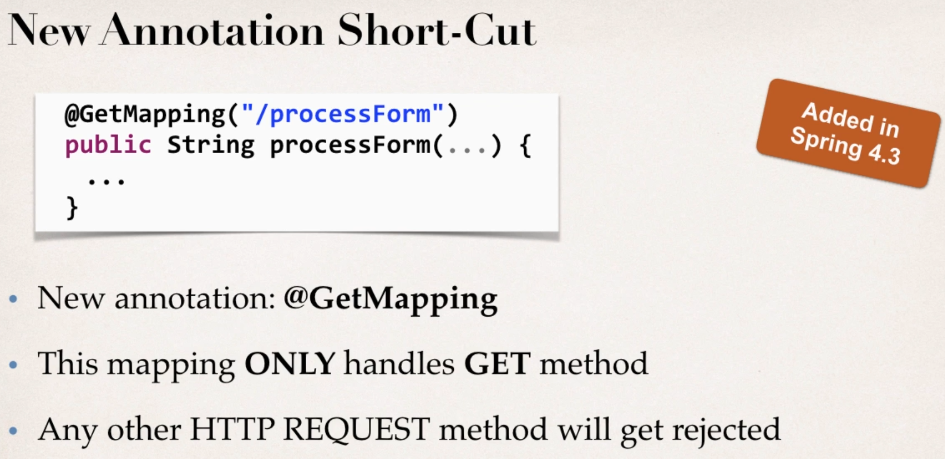 New Annotation Short-Cut
@GetMapping("/processForm")
public String processForm(...) {
...
}
Added in
Spring 4.3
• New annotation: @GetMapping
• This mapping ONLY handles GET method
• Any other HTTP REQUEST method will get rejected